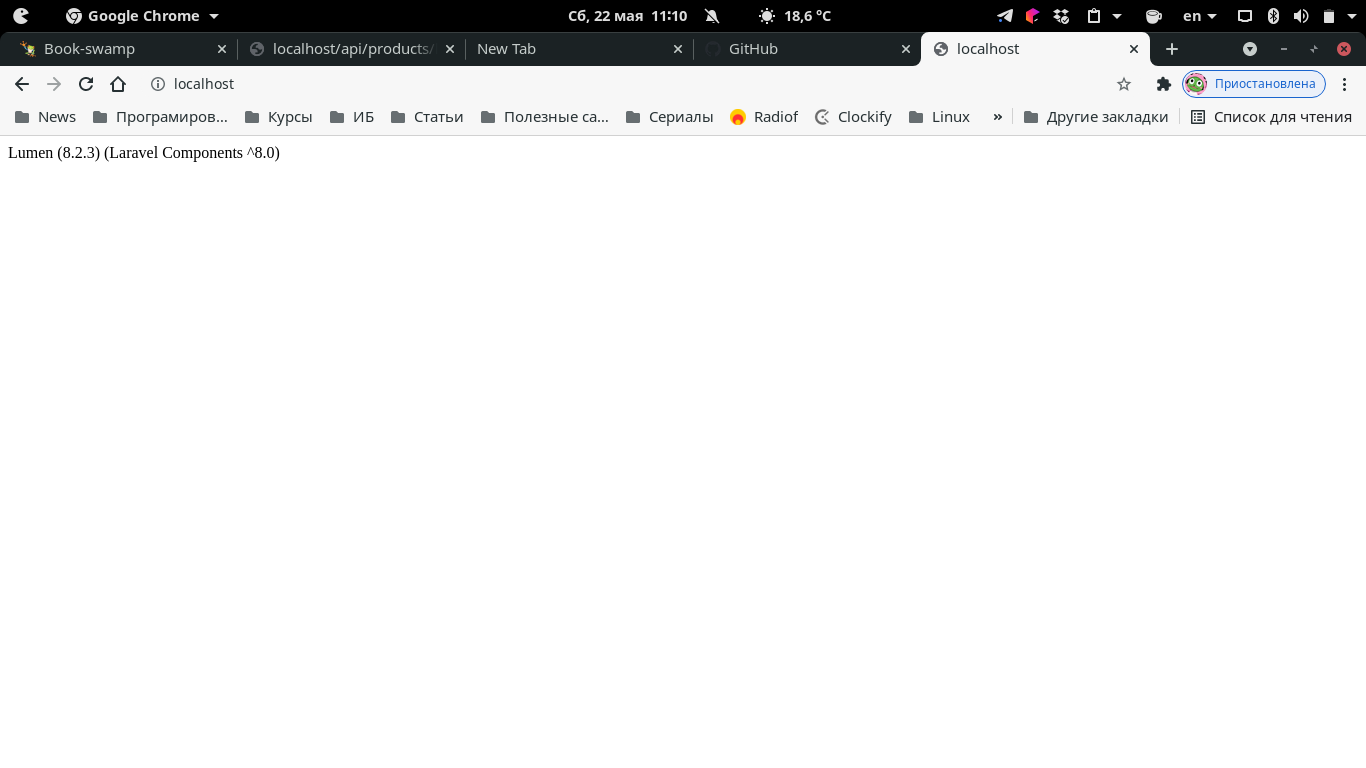 Google Chrome Сб, 22 мая 11:10 18,6 °C en
Book-swamp localhost/api/products/ New Tab GitHub localhost
localhost Приостановлена
News Програмиров... Курсы ИБ Статьи Полезные са... Сериалы Radiof Clockify Linux » Другие закладки Список для чтения
Lumen (8.2.3) (Laravel Components ^8.0)